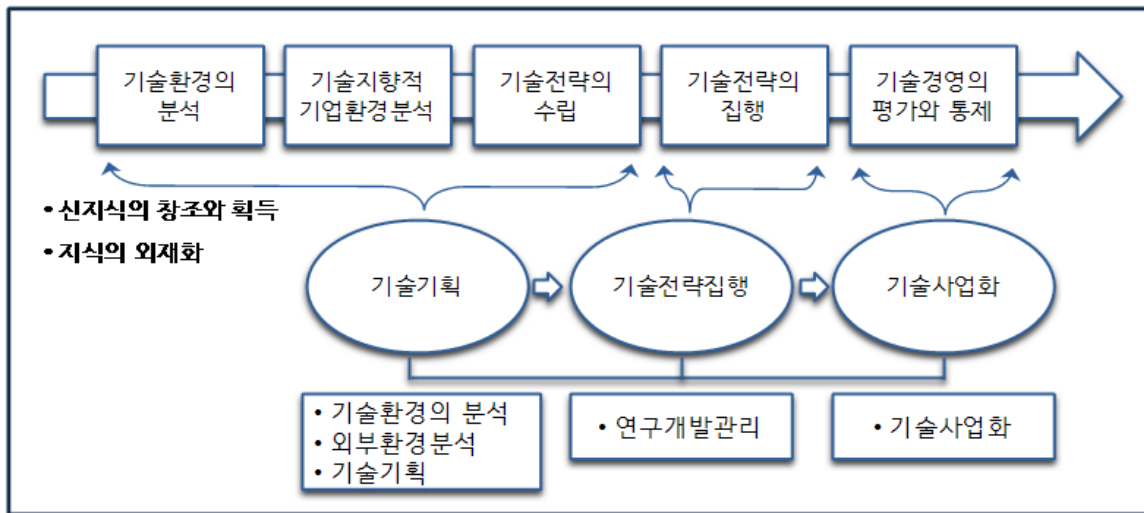 기술환경의
분석
기술지향적
기업환경분석
기술전략의
수립
기술전략의
집행
기술경영의
평가와 통제
• 신지식의 창조와 획득
• 지식의 외재화
기술기획
기술전략집행
기술사업화
• 기술환경의 분석
• 외부환경분석
• 기술기획
• 연구개발관리
• 기술사업화